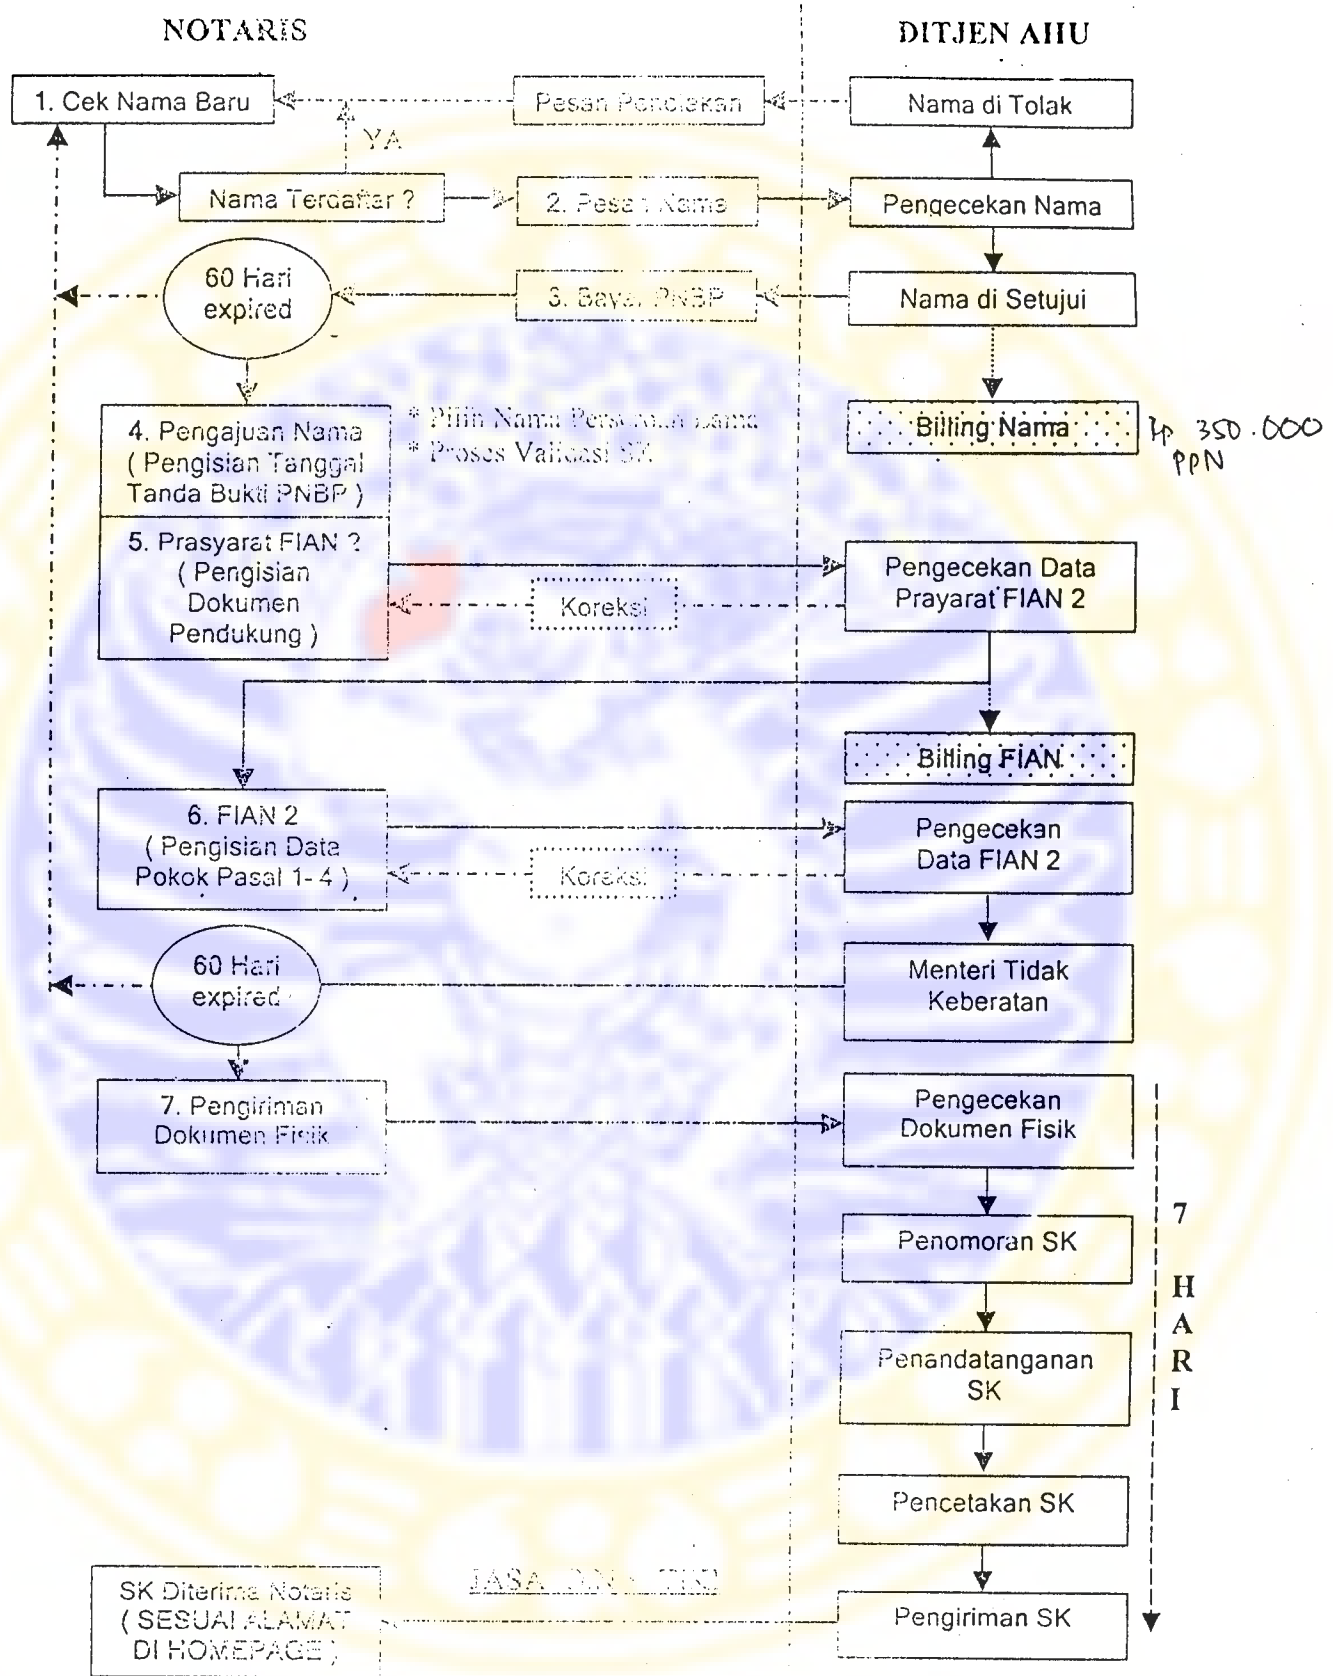 NOTARIS
DITJEN AHU
1. Cek Nama Baru
Pesan Penolakan
Nama di Tolak
YA
Nama Terdaftar ?
2. Pesan Nama
Pengecekan Nama
60 Hari
expired
3. Bayar PNBP
Nama di Setujui
4. Pengajuan Nama
( Pengisian Tanggal
Tanda Bukti PNBP )
* Pilih Nama Perseroan Lama
* Proses Validasi SK
Billing Nama
Rp 350.000
PPN
5. Prasyarat FIAN ?
( Pengisian
Dokumen
Pendukung )
Koreksi
Pengecekan Data
Prayarat FIAN 2
Billing FIAN
6. FIAN 2
( Pengisian Data
Pokok Pasal 1- 4 )
Koreksi
Pengecekan
Data FIAN 2
60 Hari
expired
Menteri Tidak
Keberatan
7. Pengiriman
Dokumen Fisik
Pengecekan
Dokumen Fisik
7
H
A
R
I
Penomoran SK
Penandatanganan
SK
Pencetakan SK
SK Diterima Notaris
( SESUAI ALAMAT
DI HOMEPAGE )
JASA
Pengiriman SK